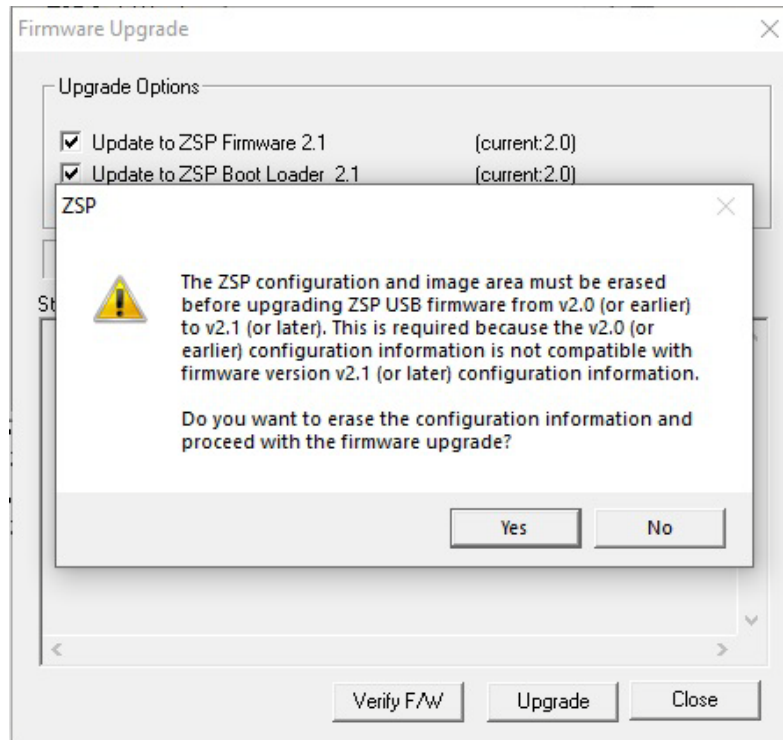 Firmware Upgrade
Upgrade Options
Update to ZSP Firmware 2.1 (current:2.0)
Update to ZSP Boot Loader 2.1 (current:2.0)
ZSP
The ZSP configuration and image area must be erased
before upgrading ZSP USB firmware from v2.0 (or earlier)
to v2.1 (or later). This is required because the v2.0 (or
earlier) configuration information is not compatible with
firmware version v2.1 (or later) configuration information.
Do you want to erase the configuration information and
proceed with the firmware upgrade?
Yes No
St
Verify F/W Upgrade Close